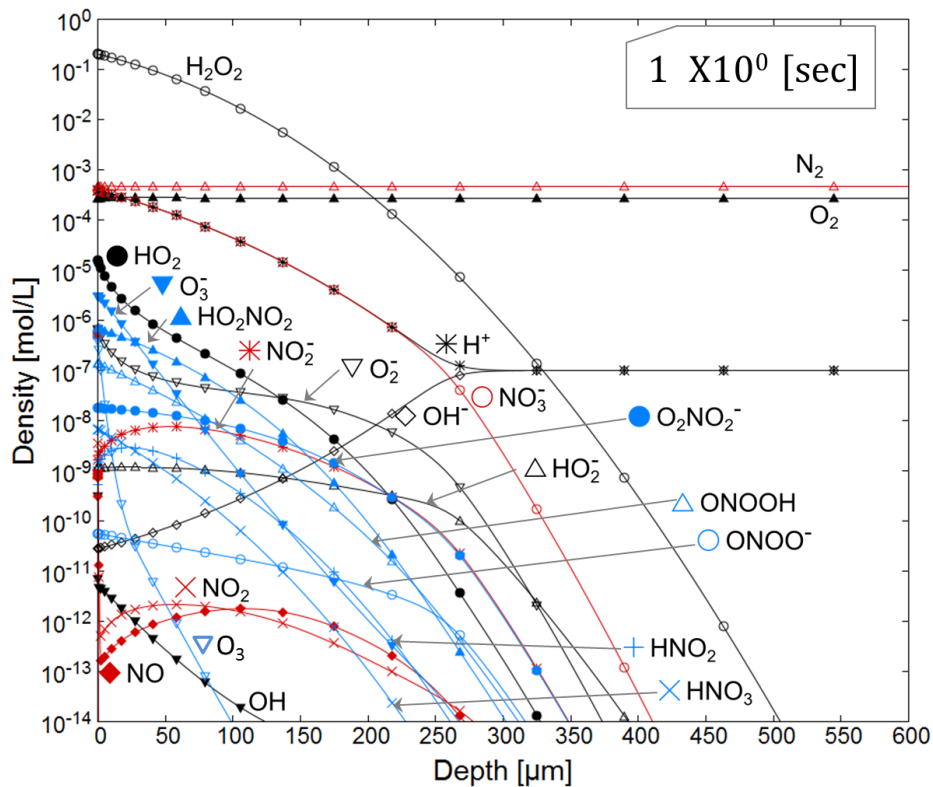 1 X10⁰ [sec]
Density [mol/L]
10⁰
10⁻¹
10⁻²
10⁻³
10⁻⁴
10⁻⁵
10⁻⁶
10⁻⁷
10⁻⁸
10⁻⁹
10⁻¹⁰
10⁻¹¹
10⁻¹²
10⁻¹³
10⁻¹⁴
H₂O₂
N₂
O₂
HO₂
O₃⁻
HO₂NO₂
NO₂⁻
O₂⁻
H⁺
NO₃⁻
OH⁻
O₂NO₂⁻
HO₂⁻
ONOOH
ONOO⁻
NO₂
O₃
HNO₂
NO
OH
HNO₃
0 50 100 150 200 250 300 350 400 450 500 550 600
Depth [μm]